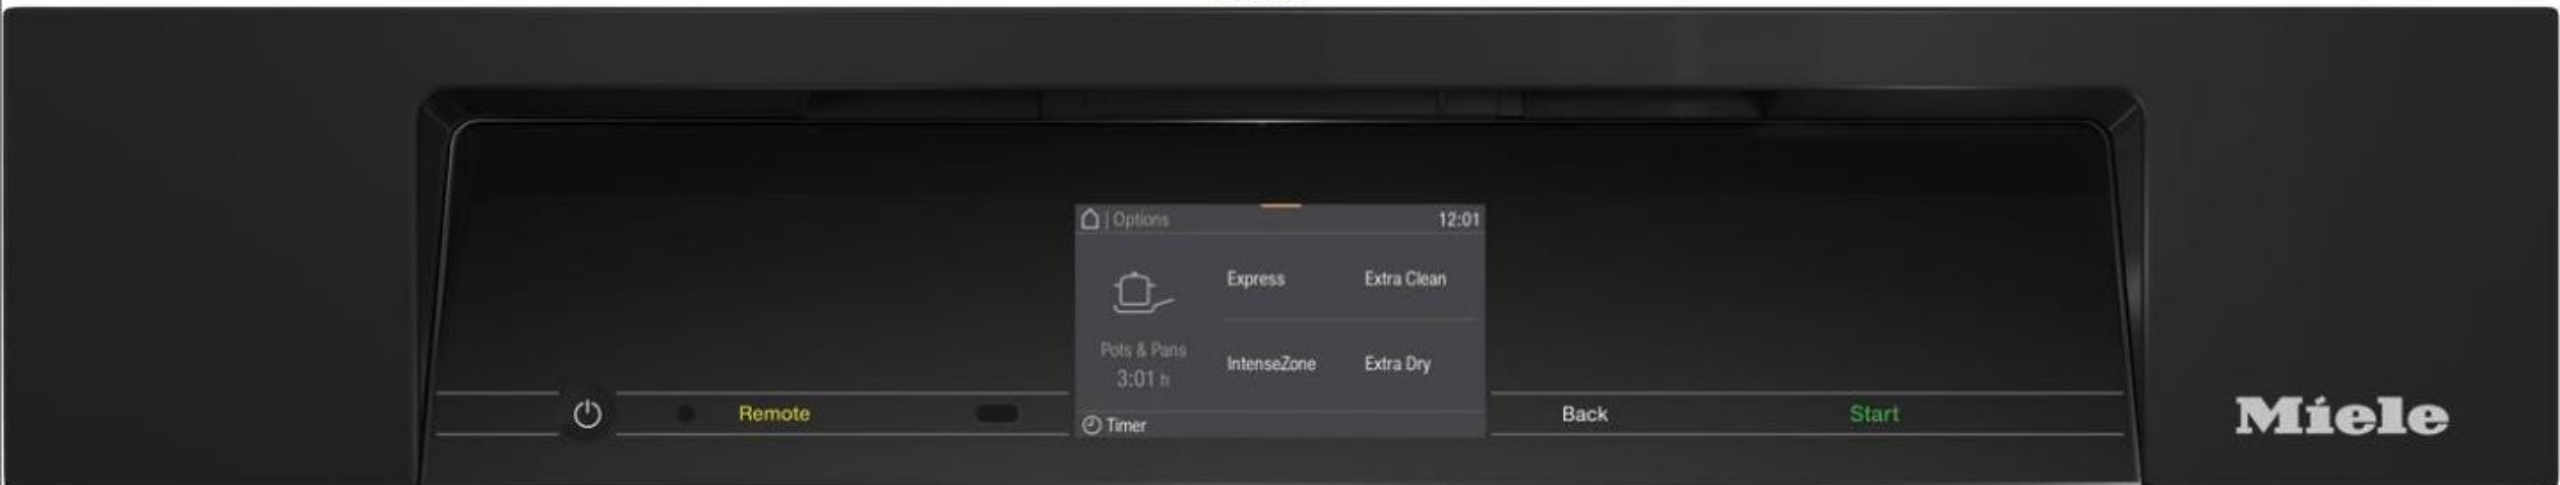 Options 12:01
Express Extra Clean
Pots & Pans
3:01 h
IntenseZone Extra Dry
Timer
Remote
Back
Start
Miele